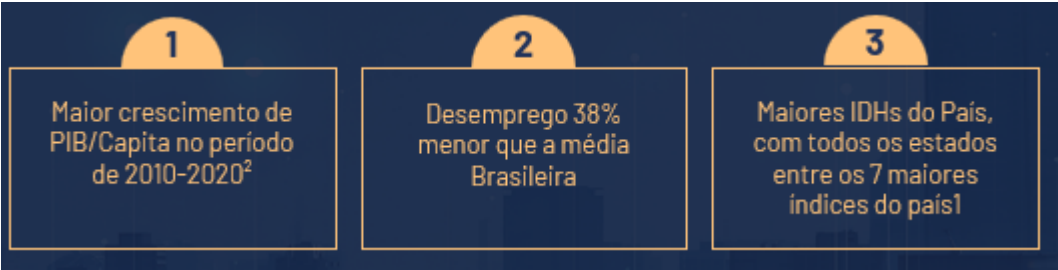 1
Maior crescimento de
PIB/Capita no período
de 2010-2020²
2
Desemprego 38%
menor que a média
Brasileira
3
Maiores IDHs do País,
com todos os estados
entre os 7 maiores
índices do país1